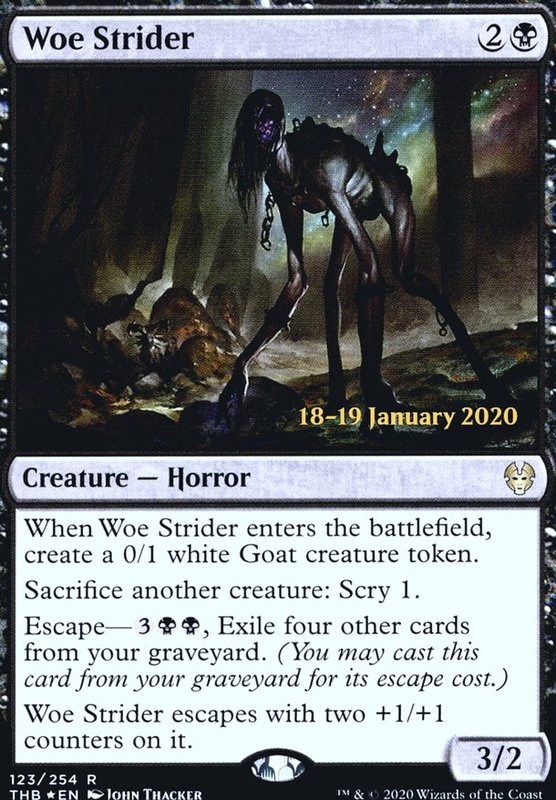 Woe Strider 2
18–19 January 2020
Creature — Horror
When Woe Strider enters the battlefield,
create a 0/1 white Goat creature token.
Sacrifice another creature: Scry 1.
Escape—3, Exile four other cards
from your graveyard. (You may cast this
card from your graveyard for its escape cost.)
Woe Strider escapes with two +1/+1
counters on it.
3/2
123/254 R
THB ★ EN John Thacker
™ & © 2020 Wizards of the Coast